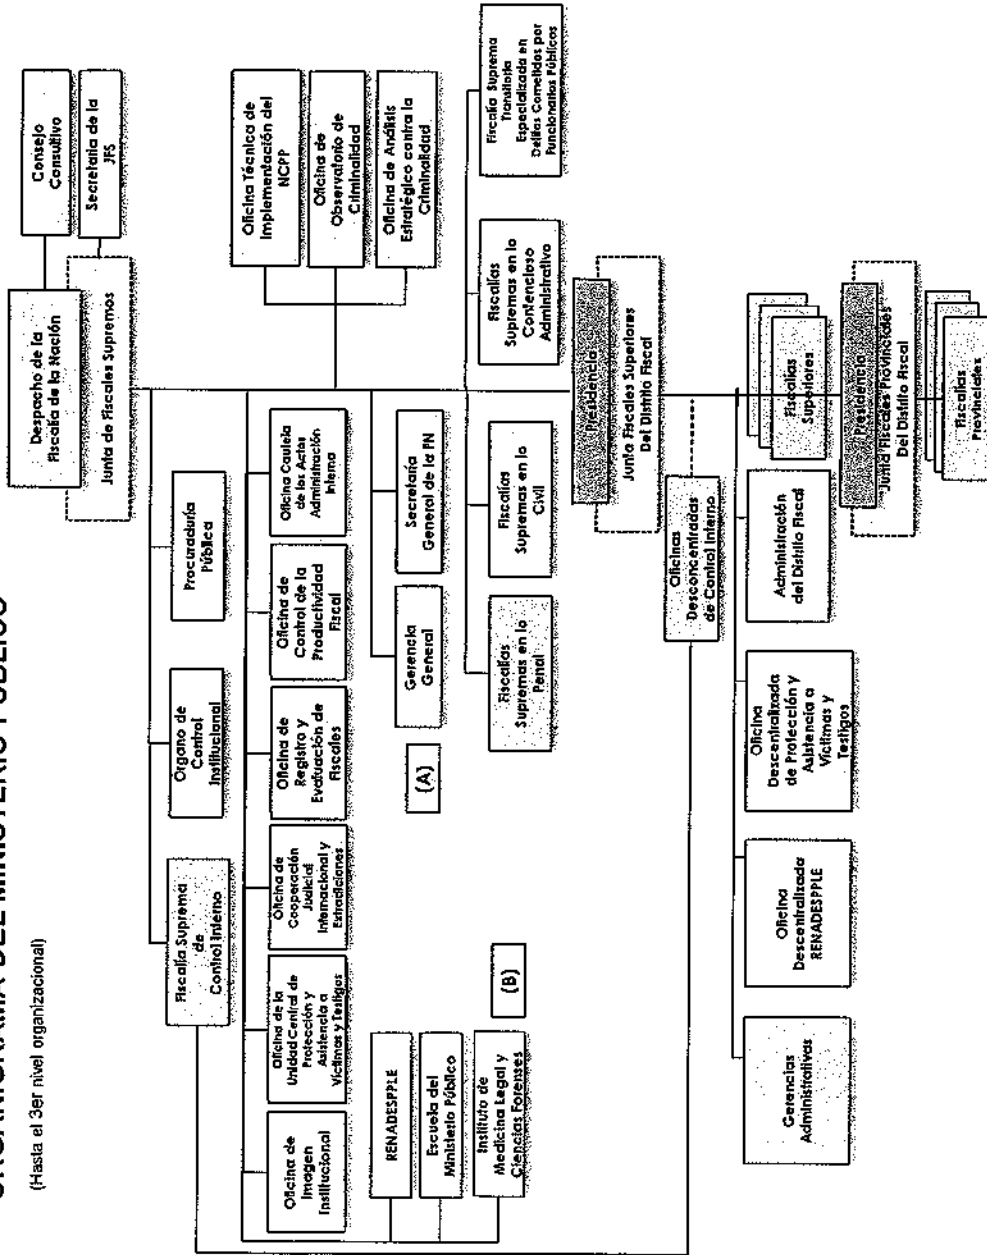 ORGANIGRAMA DEL MINISTERIO PÚBLICO
(Hasta el 3er nivel organizacional)
Despacho de la
Fiscalía de la Nación
Junta de Fiscales Supremos
Consejo
Consultivo
Secretaria de la
JFS
Fiscalía Suprema
de
Control Interno
Organo de
Control
Institucional
Procuraduría
Pública
Oficina Técnica de
Implementación del
NCPP
Oficina de
Observatorio de
Criminalidad
Oficina de Análisis
Estratégico contra la
Criminalidad
Oficina de
Imagen
Institucional
Oficina de la
Unidad Central de
Protección y
Asistencia a
Víctimas y Testigos
Oficina de
Cooperación
Judicial
Internacional y
Extradiciones
Oficina de
Registro y
Evaluación de
Fiscales
Oficina de
Control de la
Productividad
Fiscal
Oficina Cautela
de los Actos
Administración
Interna
RENADESPPLE
Escuela del
Ministerio Público
Instituto de
Medicina Legal y
Ciencias Forenses
(B)
(A)
Gerencia
General
Secretaría
General de la FN
Fiscalías
Supremas en lo
Penal
Fiscalías
Supremas en lo
Civil
Fiscalías
Supremas en lo
Contencioso
Administrativo
Fiscalía Suprema
Transitoria
Especializada en
Delitos Cometidos por
Funcionarios Públicos
Presidencia
Junta Fiscales Superiores
Del Distrito Fiscal
Oficinas
Desconcentradas
de Control Interno
Gerencias
Administrativas
Oficina
Descentralizada
RENADESPPLE
Oficina
Descentralizada
de Protección y
Asistencia a
Víctimas y
Testigos
Administración
del Distrito Fiscal
Fiscalías
Superiores
Presidencia
Junta Fiscales Provinciales
Del Distrito Fiscal
Fiscalías
Provinciales